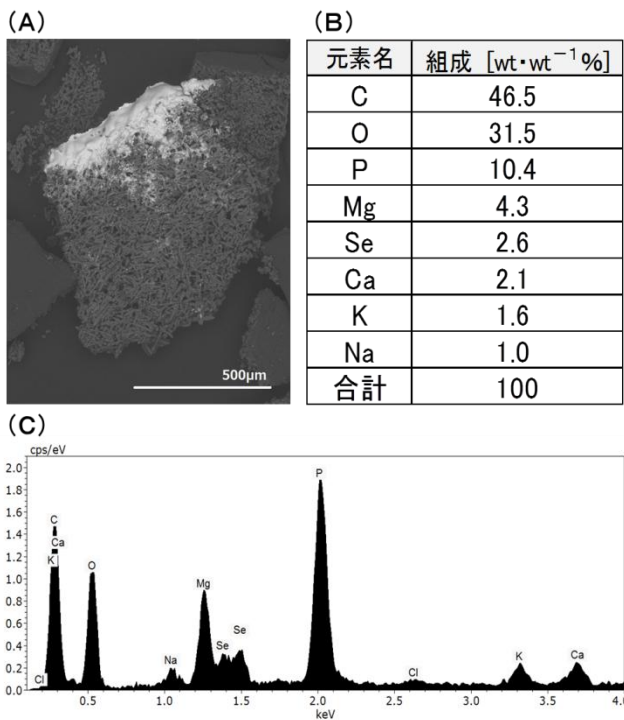 (A)
500μm
(B)
元素名 組成 [wt・wt⁻¹%]
C 46.5
O 31.5
P 10.4
Mg 4.3
Se 2.6
Ca 2.1
K 1.6
Na 1.0
合計 100
(C)
cps/eV
2.0
1.8
1.6
1.4
1.2
1.0
0.8
0.6
0.4
0.2
0.0
Cl
K
C
Ca
O
Na
Mg
Se
Se
P
Cl
K
Ca
0.5 1.0 1.5 2.0 2.5 3.0 3.5 4.0
keV